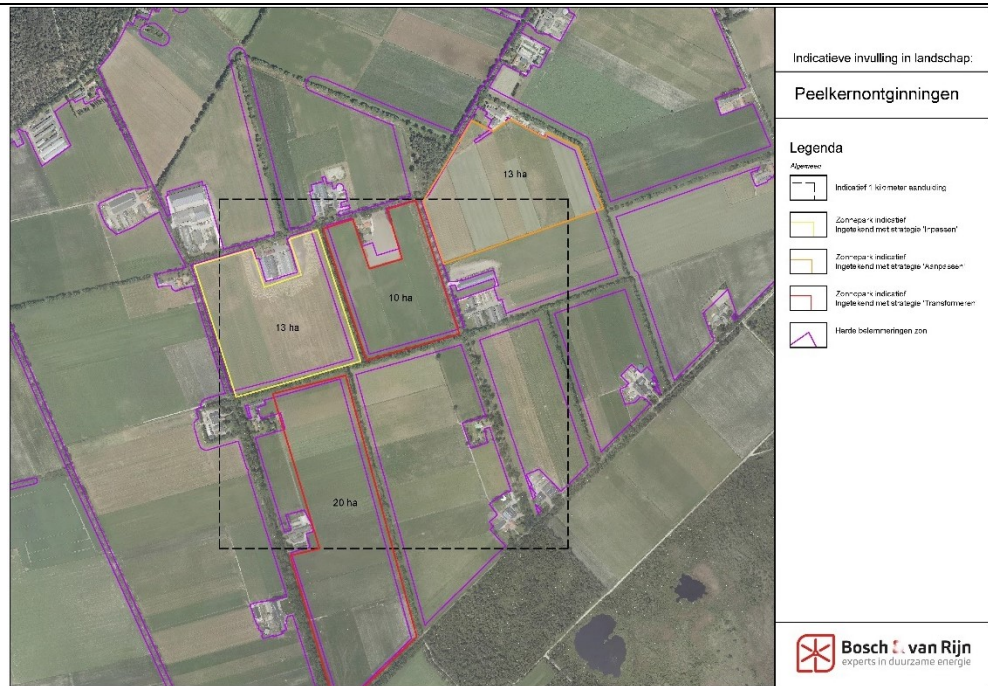 Indicatieve invulling in landschap:
Peelkernontginningen
Legenda
Algemeen
Indicatief 1 kilometer aanduiding
Zonnepark indicatief
Ingetekend met strategie 'Inpassen'
Zonnepark indicatief
Ingetekend met strategie 'Aanpassen'
Zonnepark indicatief
Ingetekend met strategie 'Transformeren
Harde belemmeringen zon
13 ha
10 ha
13 ha
20 ha
Bosch & van Rijn
experts in duurzame energie